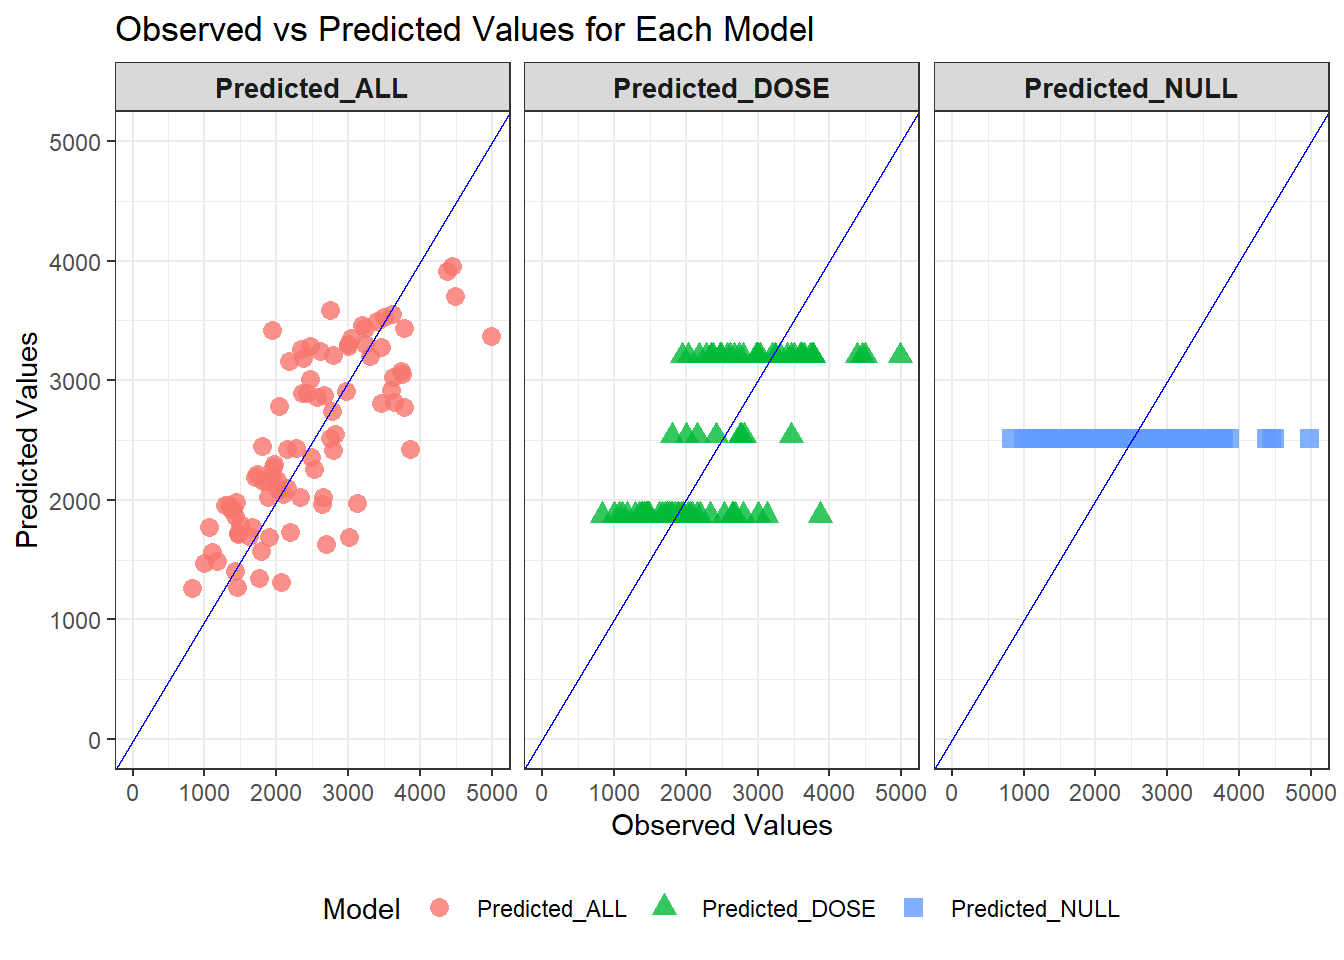 Observed vs Predicted Values for Each Model
Predicted_ALL Predicted_DOSE Predicted_NULL
Predicted Values
5000
4000
3000
2000
1000
0
0 1000 2000 3000 4000 5000 0 1000 2000 3000 4000 5000 0 1000 2000 3000 4000 5000
Observed Values
Model Predicted_ALL Predicted_DOSE Predicted_NULL